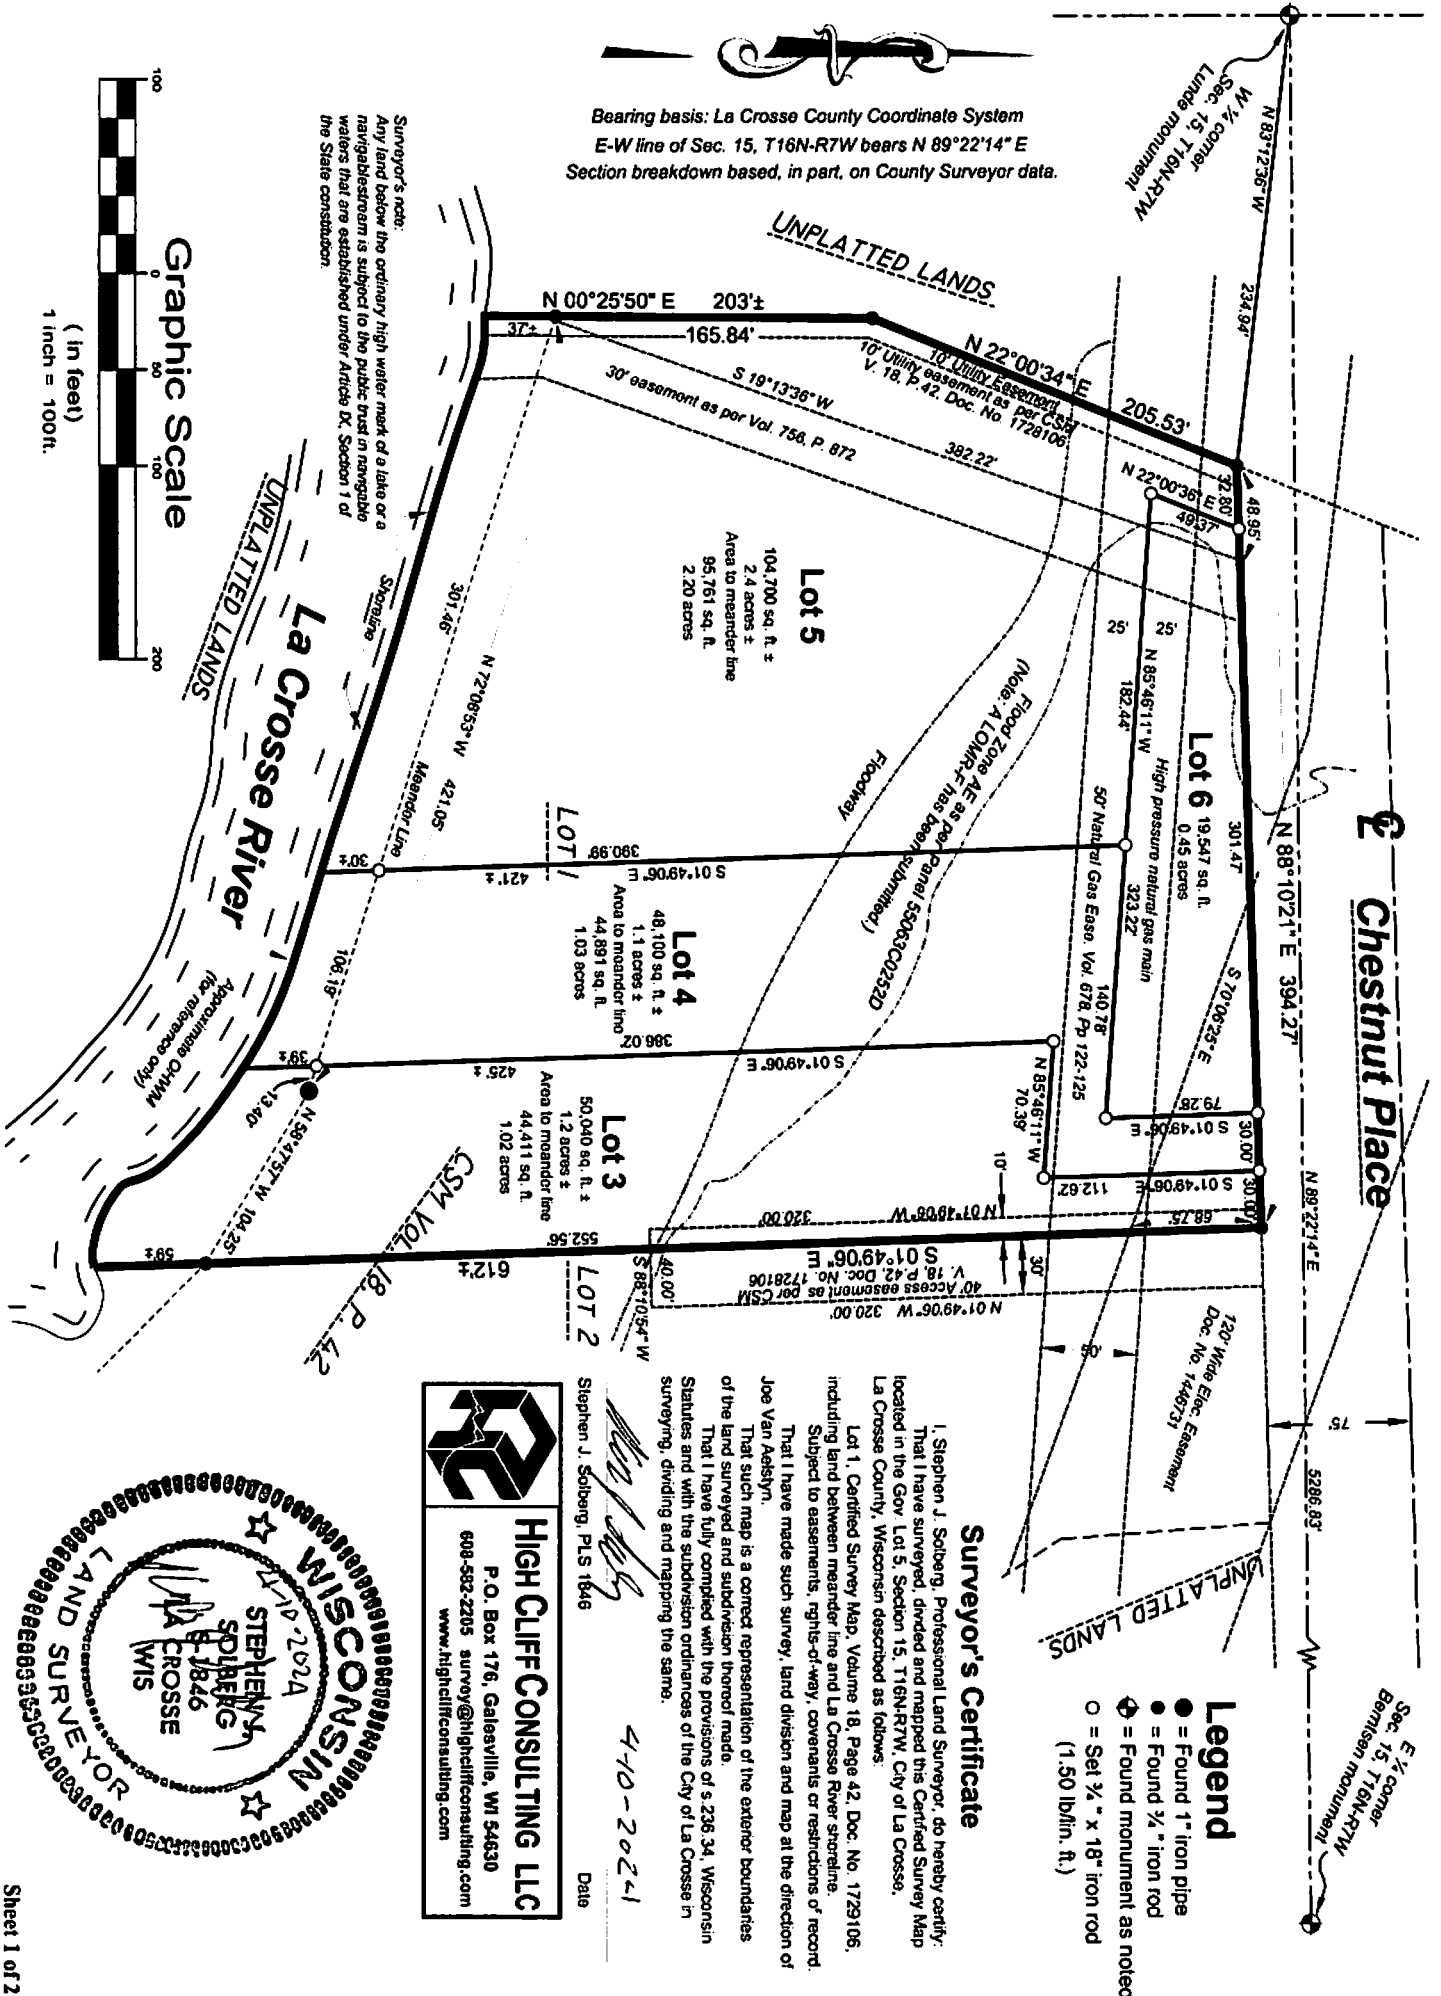 Bearing basis: La Crosse County Coordinate System
E-W line of Sec. 15, T16N-R7W bears N 89°22'14" E
Section breakdown based, in part, on County Surveyor data.
W ¼ corner
Sec. 15, T16N-R7W
Lunde monument
N 83°12'36" W
234.94'
UNPLATTED LANDS
℄ Chestnut Place
N 88°10'21" E 394.27'
N 89°22'14" E
5286.83'
E ¼ corner
Sec. 15, T16N-R7W
Berntsen monument
75'
N 00°25'50" E 203'±
165.84'
37'±
N 22°00'34" E 205.53'
10' Utility Easement
10' Utility easement as per CSM
V. 18, P.42, Doc. No. 1728106
S 19°13'36" W
382.22'
30' easement as per Vol. 756, P. 872
N 22°00'36" E
49.37'
32.80'
48.95'
301.47'
30.00'
30.00'
Lot 6
19,547 sq. ft.
0.45 acres
High pressure natural gas main
25'
25'
N 85°46'11" W
323.22'
182.44'
140.78'
50' Natural Gas Ease. Vol. 678, Pp 122-125
S 70°06'25" E
79.28'
S 01°49'06" E
112.62'
S 01°49'06" E
68.75'
N 85°46'11" W
70.39'
Lot 5
104,700 sq. ft. ±
2.4 acres ±
Area to meander line
95,761 sq. ft.
2.20 acres
Flood Zone AE as per Panel 55063C0252D
(Note: A LOMR-F has been submitted.)
Floodway
LOT 1
S 01°49'06" E
390.99'
421'±
30'±
Lot 4
48,100 sq. ft. ±
1.1 acres ±
Area to meander line
44,891 sq. ft.
1.03 acres
S 01°49'06" E
386.02'
425'±
39'±
Lot 3
50,040 sq. ft. ±
1.2 acres ±
Area to meander line
44,411 sq. ft.
1.02 acres
10'
N 01°49'06" W 320.00'
S 01°49'06" E
552.56'
612'±
59'±
40' Access easement as per CSM
V. 18, P.42, Doc. No. 1728106
N 01°49'06" W 320.00'
S 88°10'54" W
40.00'
30'
50'
120' Wide Elec. Easement
Doc. No. 1446731
UNPLATTED LANDS
LOT 2
CSM VOL. 18, P. 42
N 72°06'53" W 421.05'
301.46'
106.19'
13.40'
N 58°47'57" W 104.25'
Meander Line
Shoreline
La Crosse River
Approximate OHWM
(for reference only)
UNPLATTED LANDS
Surveyor's note:
Any land below the ordinary high water mark of a lake or a
navigablestream is subject to the public trust in navigable
waters that are established under Article IX, Section 1 of
the State constitution.
Graphic Scale
100 0 50 100 200
( in feet)
1 inch = 100ft.
Legend
= Found 1" iron pipe
= Found ¾" iron rod
= Found monument as noted
= Set ¾" x 18" iron rod
(1.50 lb/lin. ft.)
Surveyor's Certificate
I, Stephen J. Solberg, Professional Land Surveyor, do hereby certify:
That I have surveyed, divided and mapped this Certified Survey Map
located in the Gov. Lot 5, Section 15, T16N-R7W, City of La Crosse,
La Crosse County, Wisconsin described as follows:
Lot 1, Certified Survey Map, Volume 18, Page 42, Doc. No. 1729106,
including land between meander line and La Crosse River shoreline.
Subject to easements, rights-of-way, covenants or restrictions of record.
That I have made such survey, land division and map at the direction of
Joe Van Aelstyn.
That such map is a correct representation of the exterior boundaries
of the land surveyed and subdivision thereof made.
That I have fully complied with the provisions of s.236.34, Wisconsin
Statutes and with the subdivision ordinances of the City of La Crosse in
surveying, dividing and mapping the same.
4-10-2024
Stephen J. Solberg, PLS 1846 Date
HIGH CLIFF CONSULTING LLC
P.O. Box 176, Galesville, WI 54630
608-582-2205 survey@highcliffconsulting.com
www.highcliffconsulting.com
WISCONSIN
4-10-2024
STEPHEN J.
SOLBERG
S-1846
LA CROSSE
WIS
LAND SURVEYOR
Sheet 1 of 2